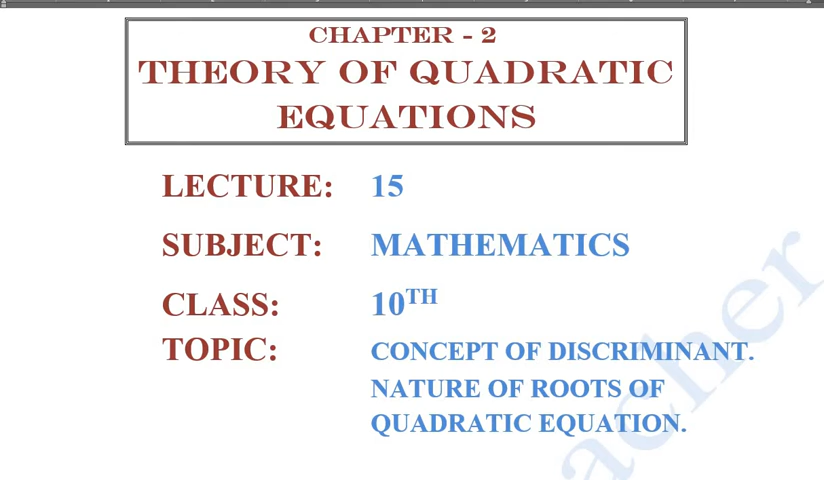 CHAPTER - 2
THEORY OF QUADRATIC
EQUATIONS
LECTURE: 15
SUBJECT: MATHEMATICS
CLASS: 10TH
TOPIC: CONCEPT OF DISCRIMINANT.
NATURE OF ROOTS OF
QUADRATIC EQUATION.